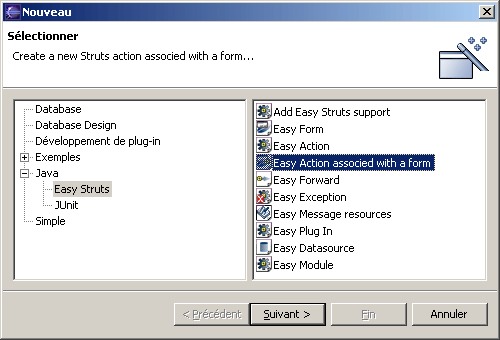 Nouveau
Sélectionner
Create a new Struts action associed with a form...
Database
Database Design
Développement de plug-in
Exemples
Java
Easy Struts
JUnit
Simple
Add Easy Struts support
Easy Form
Easy Action
Easy Action associed with a form
Easy Forward
Easy Exception
Easy Message resources
Easy Plug In
Easy Datasource
Easy Module
< Précédent
Suivant >
Fin
Annuler